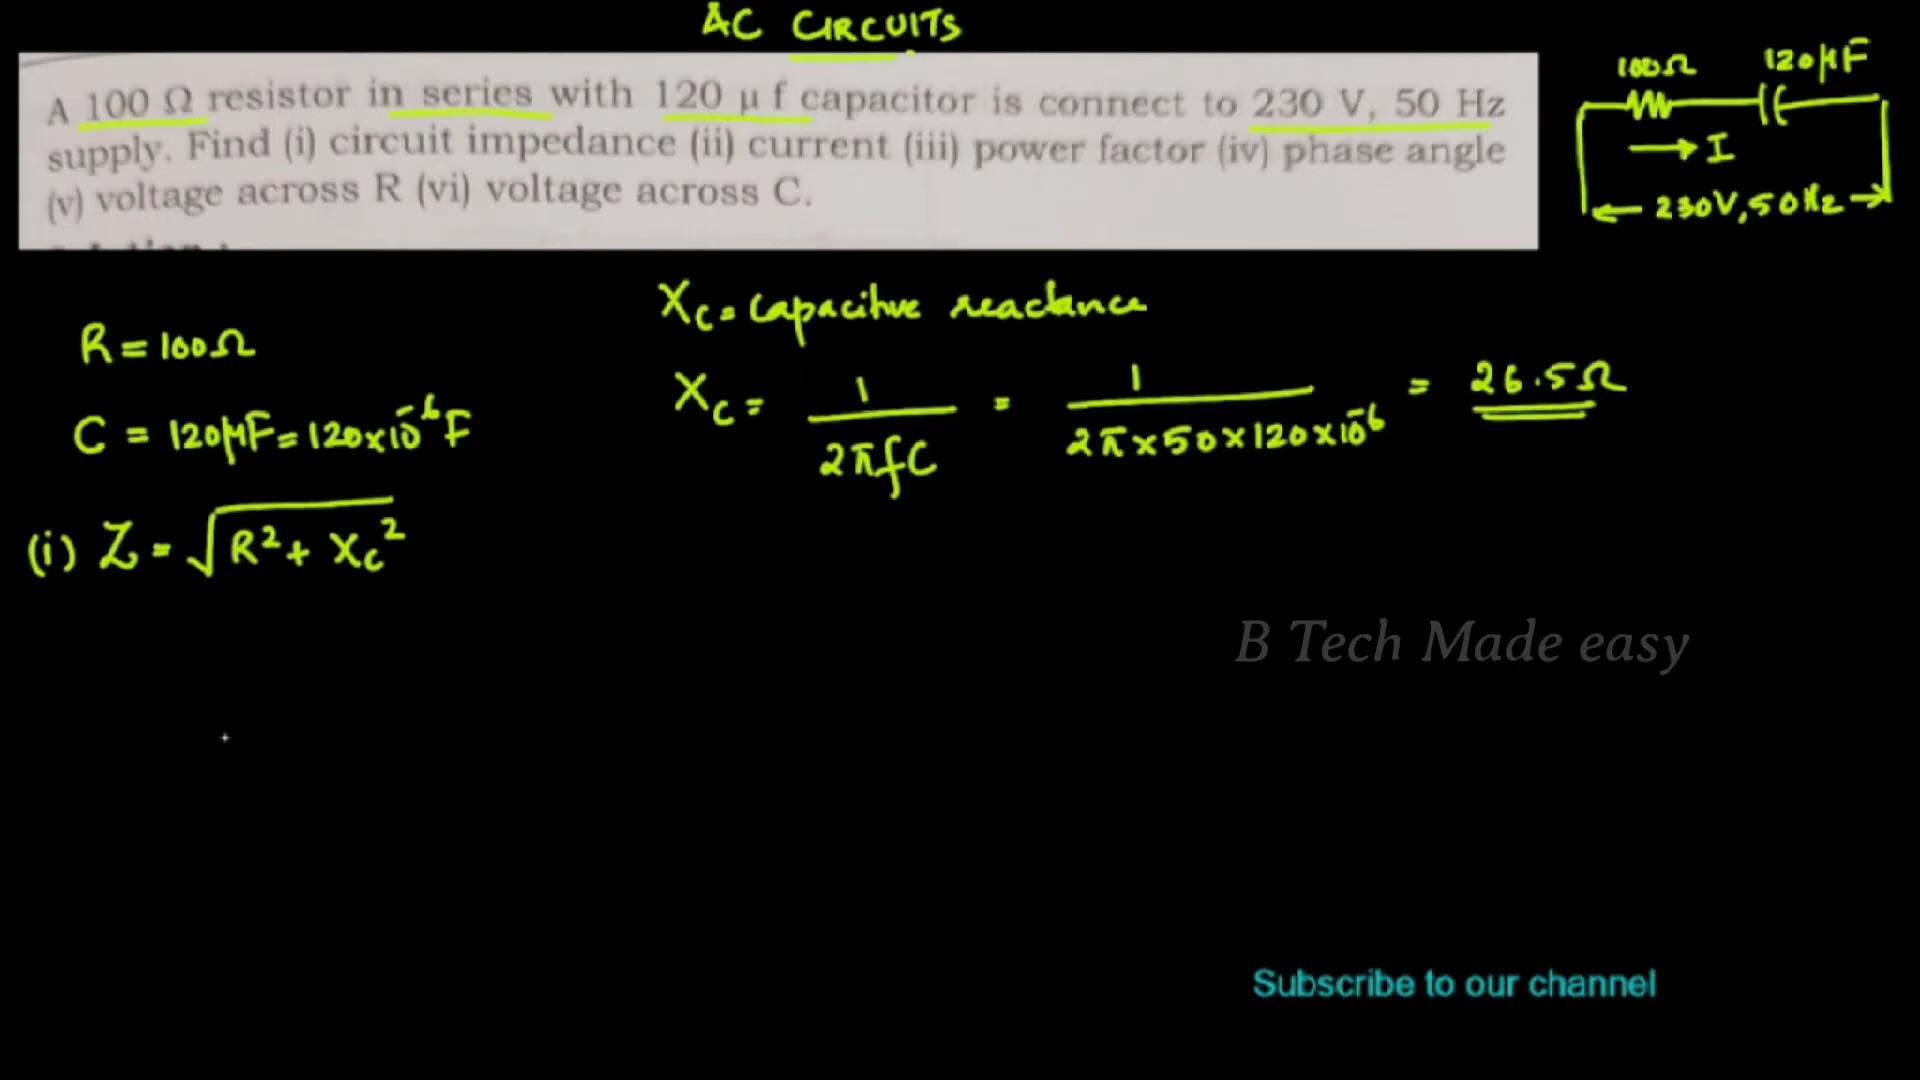 AC CIRCUITS
A 100 Ω resistor in series with 120 μ f capacitor is connect to 230 V, 50 Hz
supply. Find (i) circuit impedance (ii) current (iii) power factor (iv) phase angle
(v) voltage across R (vi) voltage across C.
100Ω 120μF
→ I
← 230V, 50Hz →
R = 100Ω
C = 120μF = 120×10⁻⁶F
(i) Z = √R² + Xc²
Xc = capacitive reactance
Xc = 1/2πfC = 1/2π×50×120×10⁻⁶ = 26.5Ω
B Tech Made easy
Subscribe to our channel